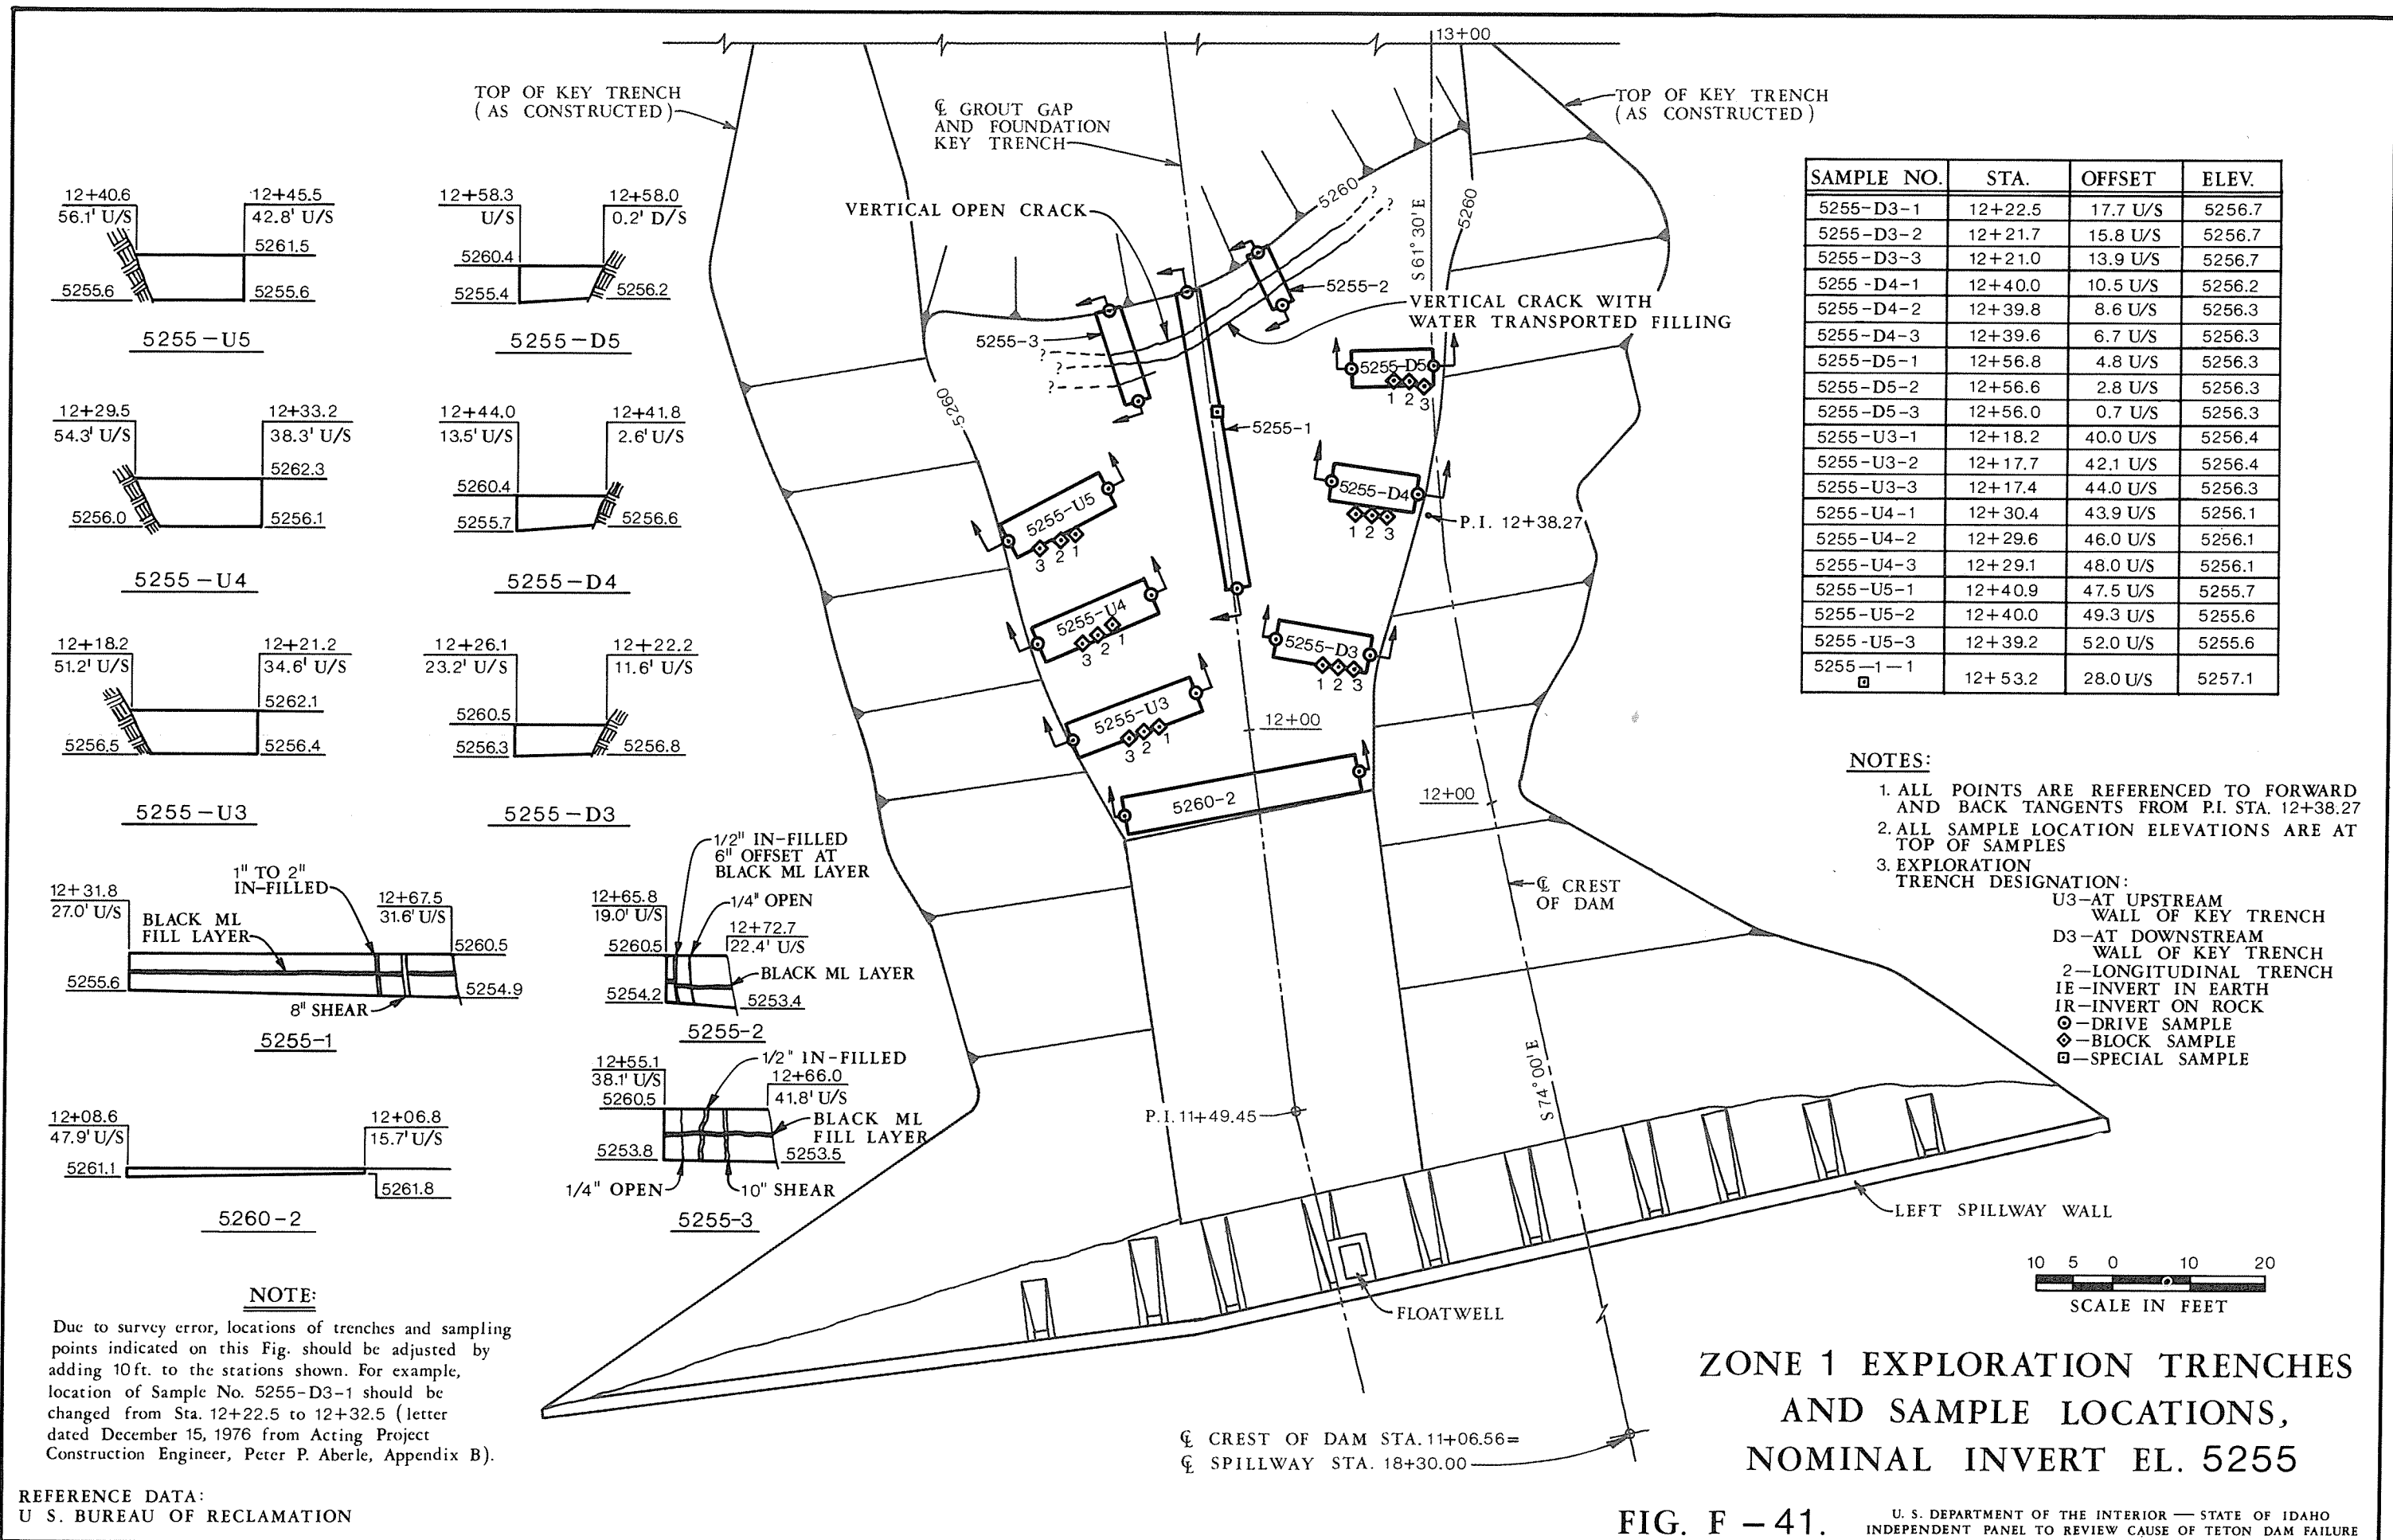 13+00
TOP OF KEY TRENCH
(AS CONSTRUCTED)
℄ GROUT GAP
AND FOUNDATION
KEY TRENCH
TOP OF KEY TRENCH
(AS CONSTRUCTED)
VERTICAL OPEN CRACK
5260
5260
S 61° 30' E
?
?
5255-2
VERTICAL CRACK WITH
WATER TRANSPORTED FILLING
5255-3
?
?
?
5260
5255-D5
1 2 3
5255-1
5255-D4
1 2 3
P.I. 12+38.27
5255-U5
3 2 1
5255-U4
3 2 1
5255-D3
1 2 3
5255-U3
3 2 1
12+00
5260-2
12+00
℄ CREST
OF DAM
S 74° 00' E
P.I. 11+49.45
LEFT SPILLWAY WALL
FLOATWELL
℄ CREST OF DAM STA. 11+06.56=
℄ SPILLWAY STA. 18+30.00
12+40.6
56.1' U/S
12+45.5
42.8' U/S
5261.5
5255.6
5255.6
5255-U5
12+58.3
U/S
12+58.0
0.2' D/S
5260.4
5255.4
5256.2
5255-D5
12+29.5
54.3' U/S
12+33.2
38.3' U/S
5262.3
5256.0
5256.1
5255-U4
12+44.0
13.5' U/S
12+41.8
2.6' U/S
5260.4
5255.7
5256.6
5255-D4
12+18.2
51.2' U/S
12+21.2
34.6' U/S
5262.1
5256.5
5256.4
5255-U3
12+26.1
23.2' U/S
12+22.2
11.6' U/S
5260.5
5256.3
5256.8
5255-D3
12+31.8
27.0' U/S
1" TO 2"
IN-FILLED
12+67.5
31.6' U/S
BLACK ML
FILL LAYER
5260.5
5255.6
5254.9
8" SHEAR
5255-1
1/2" IN-FILLED
6" OFFSET AT
BLACK ML LAYER
12+65.8
19.0' U/S
1/4" OPEN
12+72.7
22.4' U/S
5260.5
BLACK ML LAYER
5254.2
5253.4
5255-2
12+08.6
47.9' U/S
12+06.8
15.7' U/S
5261.1
5261.8
5260-2
12+55.1
38.1' U/S
1/2" IN-FILLED
12+66.0
41.8' U/S
5260.5
BLACK ML
FILL LAYER
5253.8
5253.5
1/4" OPEN
10" SHEAR
5255-3
SAMPLE NO. STA. OFFSET ELEV.
5255-D3-1 12+22.5 17.7 U/S 5256.7
5255-D3-2 12+21.7 15.8 U/S 5256.7
5255-D3-3 12+21.0 13.9 U/S 5256.7
5255-D4-1 12+40.0 10.5 U/S 5256.2
5255-D4-2 12+39.8 8.6 U/S 5256.3
5255-D4-3 12+39.6 6.7 U/S 5256.3
5255-D5-1 12+56.8 4.8 U/S 5256.3
5255-D5-2 12+56.6 2.8 U/S 5256.3
5255-D5-3 12+56.0 0.7 U/S 5256.3
5255-U3-1 12+18.2 40.0 U/S 5256.4
5255-U3-2 12+17.7 42.1 U/S 5256.4
5255-U3-3 12+17.4 44.0 U/S 5256.3
5255-U4-1 12+30.4 43.9 U/S 5256.1
5255-U4-2 12+29.6 46.0 U/S 5256.1
5255-U4-3 12+29.1 48.0 U/S 5256.1
5255-U5-1 12+40.9 47.5 U/S 5255.7
5255-U5-2 12+40.0 49.3 U/S 5255.6
5255-U5-3 12+39.2 52.0 U/S 5255.6
5255-1-1 12+53.2 28.0 U/S 5257.1
NOTES:
1. ALL POINTS ARE REFERENCED TO FORWARD
AND BACK TANGENTS FROM P.I. STA. 12+38.27
2. ALL SAMPLE LOCATION ELEVATIONS ARE AT
TOP OF SAMPLES
3. EXPLORATION
TRENCH DESIGNATION:
U3-AT UPSTREAM
WALL OF KEY TRENCH
D3-AT DOWNSTREAM
WALL OF KEY TRENCH
2-LONGITUDINAL TRENCH
IE-INVERT IN EARTH
IR-INVERT ON ROCK
-DRIVE SAMPLE
-BLOCK SAMPLE
-SPECIAL SAMPLE
10 5 0 10 20
SCALE IN FEET
NOTE:
Due to survey error, locations of trenches and sampling
points indicated on this Fig. should be adjusted by
adding 10 ft. to the stations shown. For example,
location of Sample No. 5255-D3-1 should be
changed from Sta. 12+22.5 to 12+32.5 (letter
dated December 15, 1976 from Acting Project
Construction Engineer, Peter P. Aberle, Appendix B).
REFERENCE DATA:
U S. BUREAU OF RECLAMATION
ZONE 1 EXPLORATION TRENCHES
AND SAMPLE LOCATIONS,
NOMINAL INVERT EL. 5255
FIG. F-41.
U. S. DEPARTMENT OF THE INTERIOR — STATE OF IDAHO
INDEPENDENT PANEL TO REVIEW CAUSE OF TETON DAM FAILURE